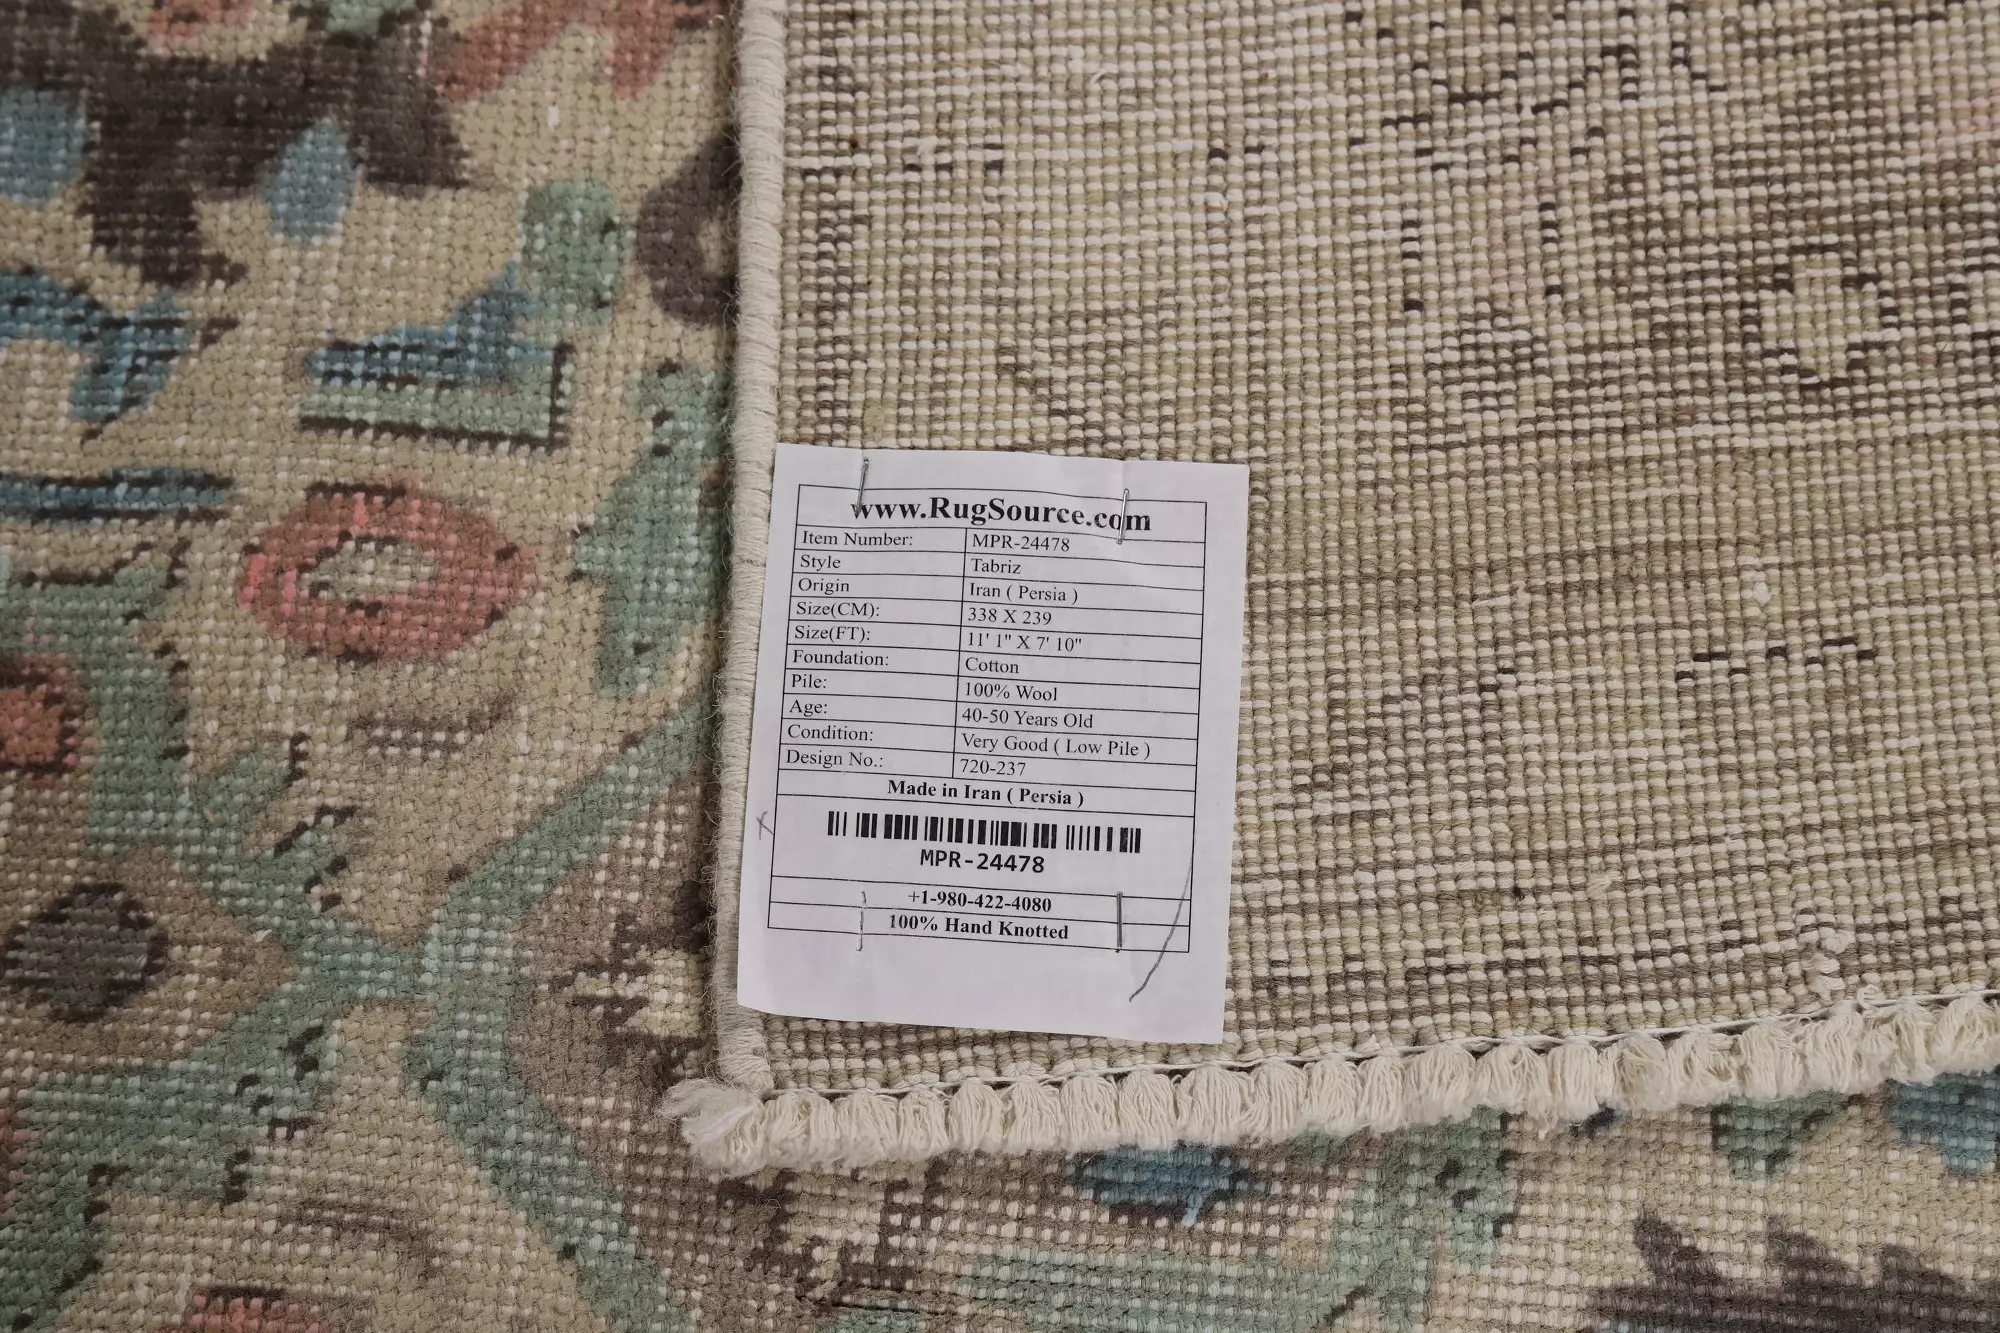 www.RugSource.com
Item Number: MPR-24478
Style Tabriz
Origin Iran ( Persia )
Size(CM): 338 X 239
Size(FT): 11' 1" X 7' 10"
Foundation: Cotton
Pile: 100% Wool
Age: 40-50 Years Old
Condition: Very Good ( Low Pile )
Design No.: 720-237
Made in Iran ( Persia )
MPR-24478
+1-980-422-4080
100% Hand Knotted